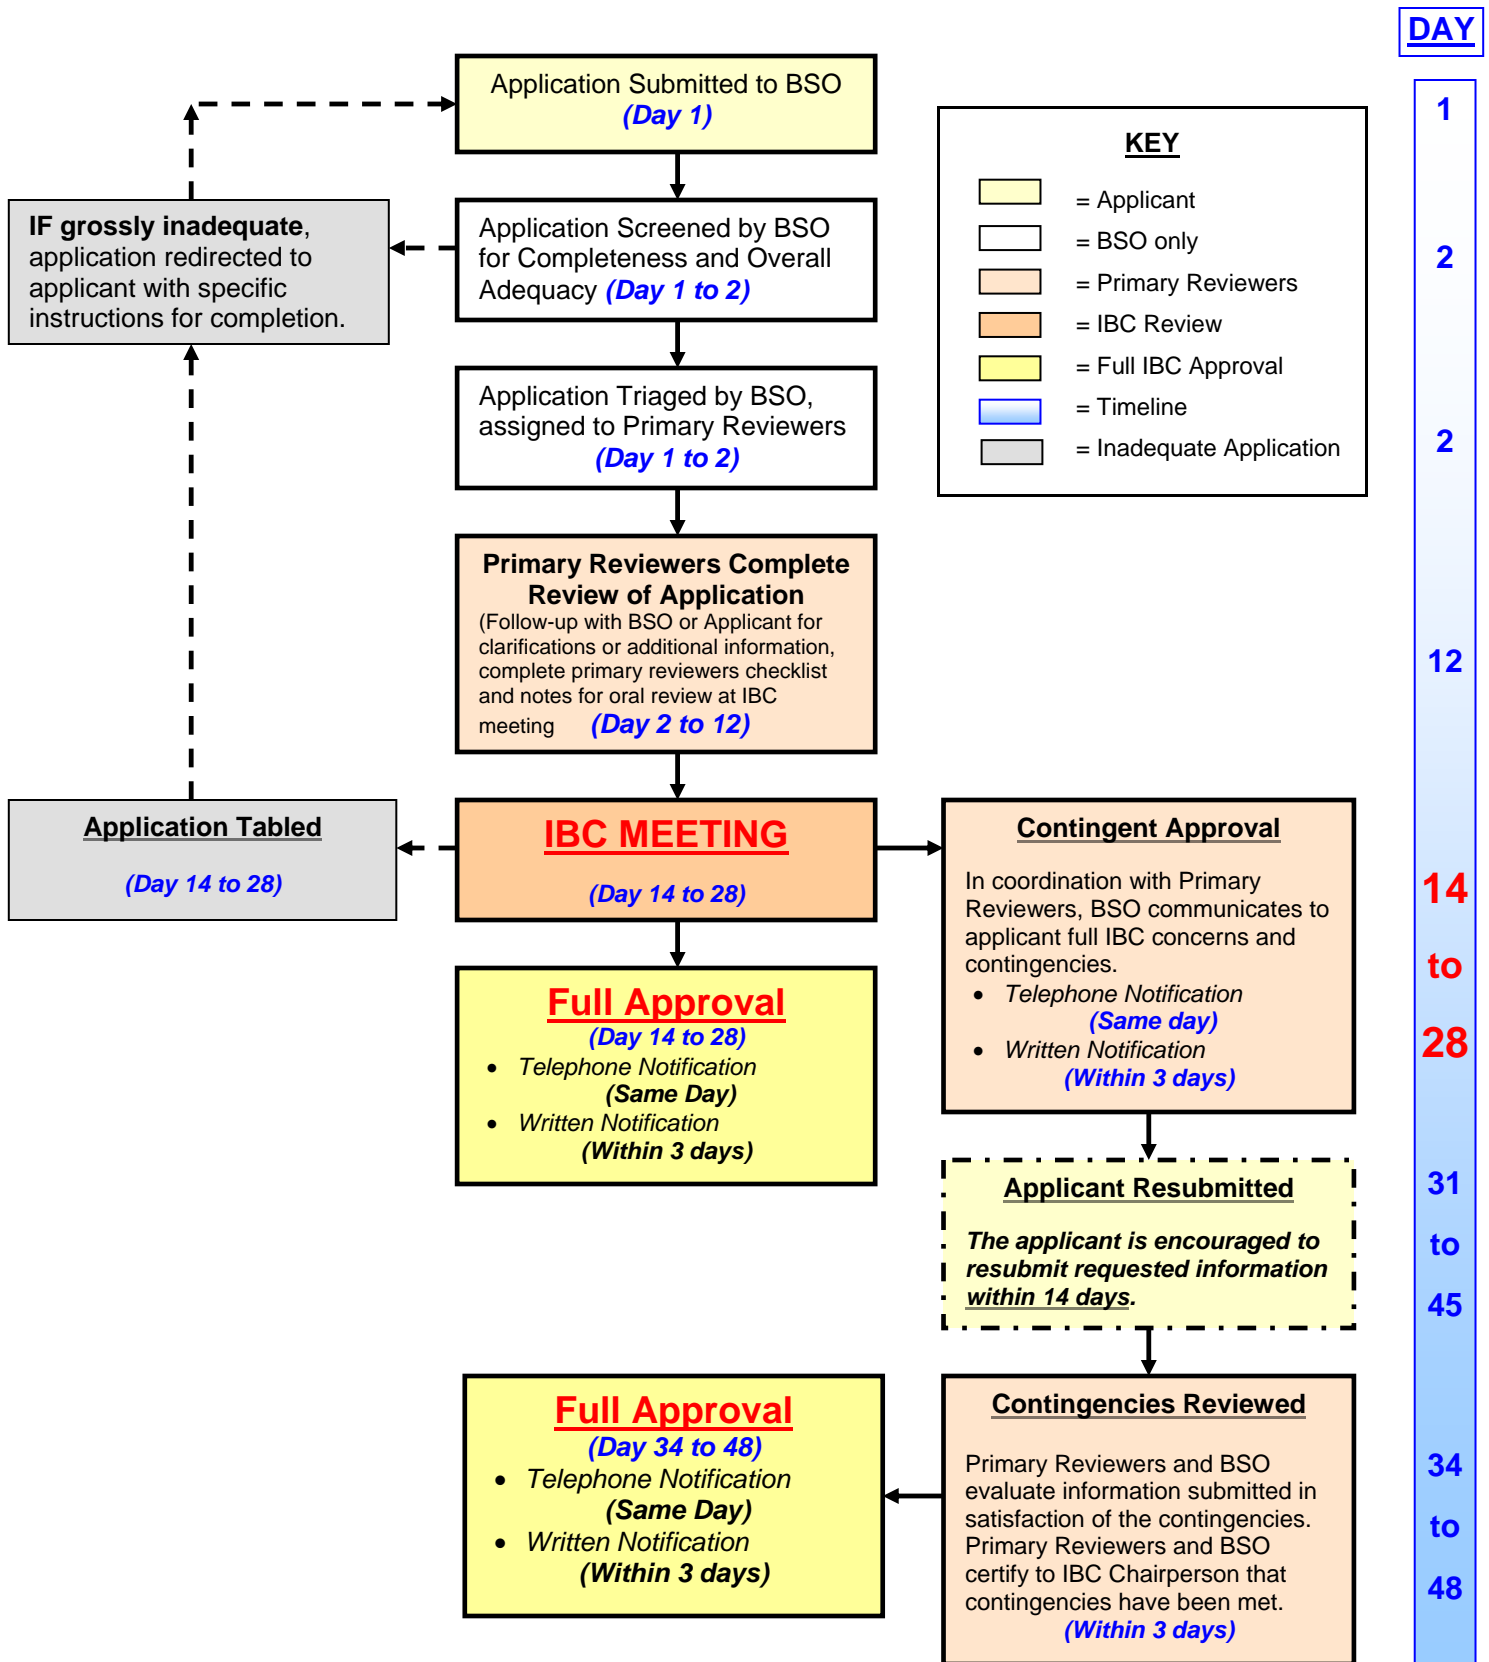 DAY
Application Submitted to BSO
(Day 1)
1
KEY
= Applicant
= BSO only
= Primary Reviewers
= IBC Review
= Full IBC Approval
= Timeline
= Inadequate Application
IF grossly inadequate,
application redirected to
applicant with specific
instructions for completion.
Application Screened by BSO
for Completeness and Overall
Adequacy (Day 1 to 2)
2
Application Triaged by BSO,
assigned to Primary Reviewers
(Day 1 to 2)
2
Primary Reviewers Complete
Review of Application
(Follow-up with BSO or Applicant for
clarifications or additional information,
complete primary reviewers checklist
and notes for oral review at IBC
meeting (Day 2 to 12)
12
Application Tabled
(Day 14 to 28)
IBC MEETING
(Day 14 to 28)
Contingent Approval
In coordination with Primary
Reviewers, BSO communicates to
applicant full IBC concerns and
contingencies.
• Telephone Notification
(Same day)
• Written Notification
(Within 3 days)
14
to
28
Full Approval
(Day 14 to 28)
• Telephone Notification
(Same Day)
• Written Notification
(Within 3 days)
Applicant Resubmitted
The applicant is encouraged to
resubmit requested information
within 14 days.
31
to
45
Full Approval
(Day 34 to 48)
• Telephone Notification
(Same Day)
• Written Notification
(Within 3 days)
Contingencies Reviewed
Primary Reviewers and BSO
evaluate information submitted in
satisfaction of the contingencies.
Primary Reviewers and BSO
certify to IBC Chairperson that
contingencies have been met.
(Within 3 days)
34
to
48